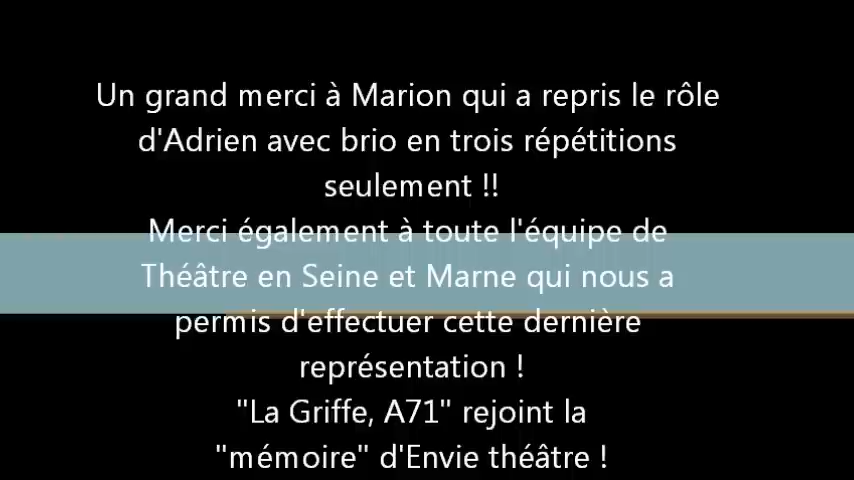 Un grand merci à Marion qui a repris le rôle
d'Adrien avec brio en trois répétitions
seulement !!
Merci également à toute l'équipe de
Théâtre en Seine et Marne qui nous a
permis d'effectuer cette dernière
représentation !
"La Griffe, A71" rejoint la
"mémoire" d'Envie théâtre !